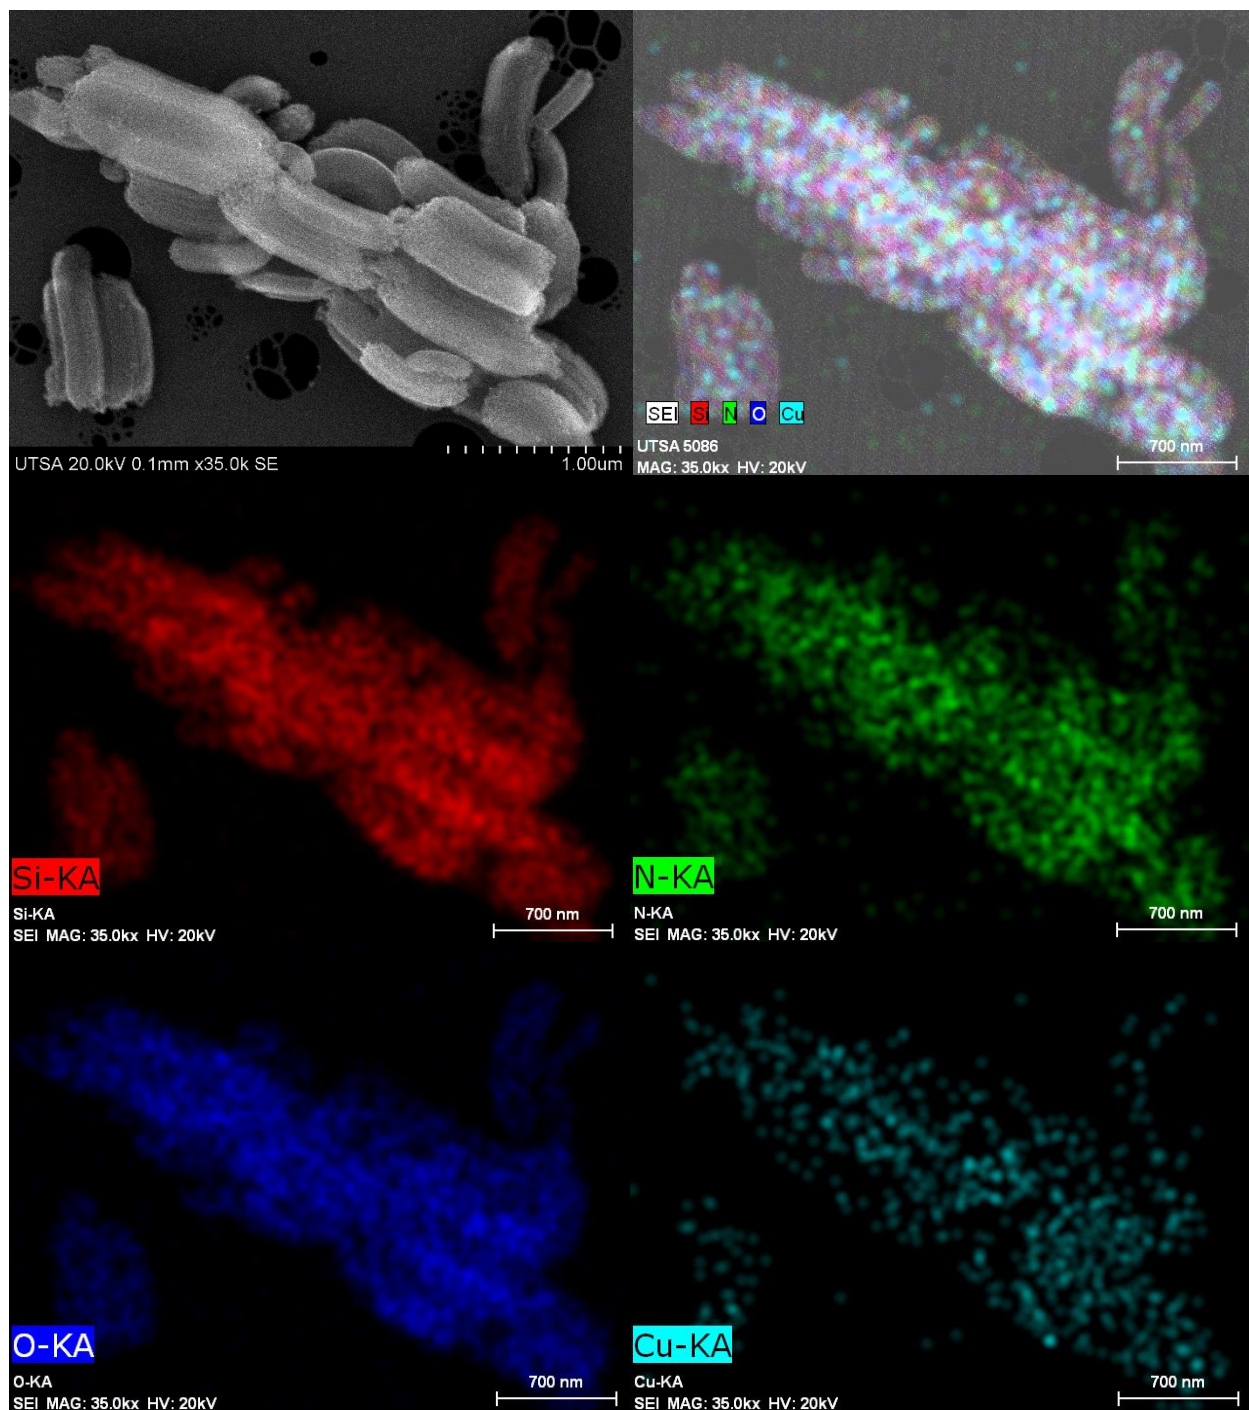 UTSA 20.0kV 0.1mm x35.0k SE
1.00um
SEI Si N O Cu
UTSA 5086
MAG: 35.0kx HV: 20kV
700 nm
Si-KA
Si-KA
SEI MAG: 35.0kx HV: 20kV
700 nm
N-KA
N-KA
SEI MAG: 35.0kx HV: 20kV
700 nm
O-KA
O-KA
SEI MAG: 35.0kx HV: 20kV
700 nm
Cu-KA
Cu-KA
SEI MAG: 35.0kx HV: 20kV
700 nm